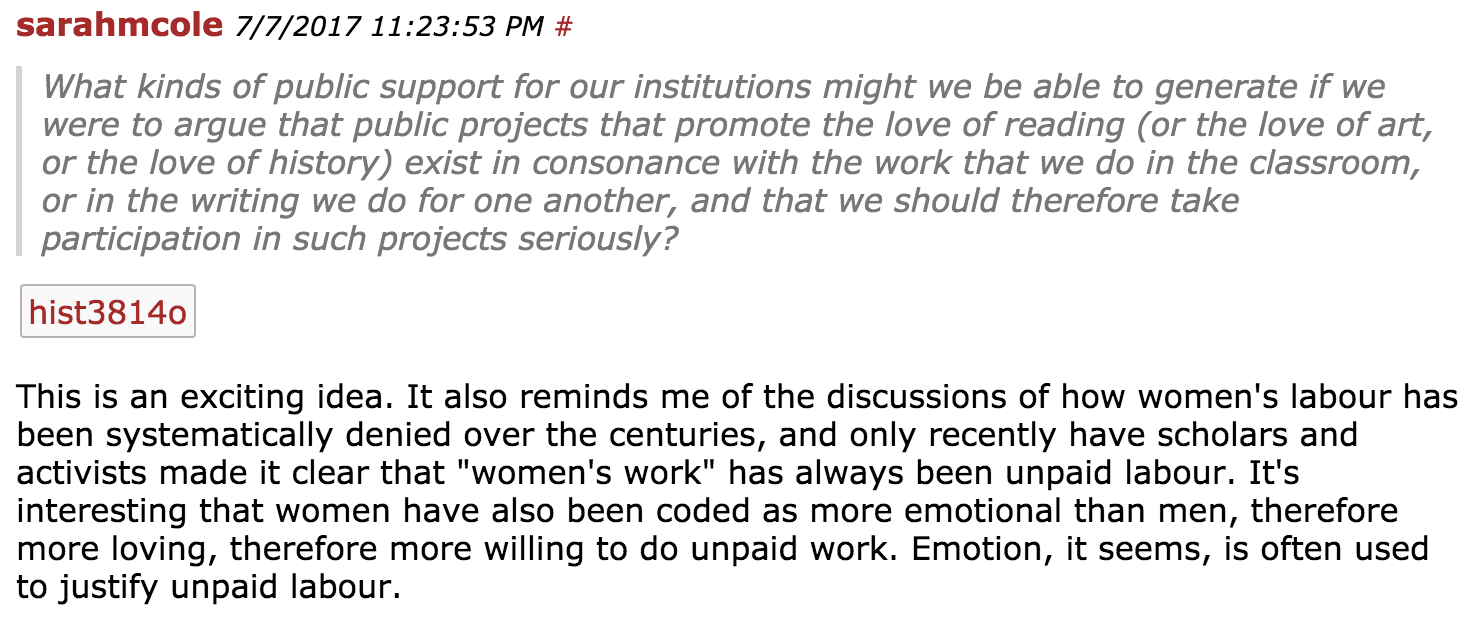 sarahmcole 7/7/2017 11:23:53 PM #
What kinds of public support for our institutions might we be able to generate if we
were to argue that public projects that promote the love of reading (or the love of art,
or the love of history) exist in consonance with the work that we do in the classroom,
or in the writing we do for one another, and that we should therefore take
participation in such projects seriously?
hist3814o
This is an exciting idea. It also reminds me of the discussions of how women's labour has
been systematically denied over the centuries, and only recently have scholars and
activists made it clear that "women's work" has always been unpaid labour. It's
interesting that women have also been coded as more emotional than men, therefore
more loving, therefore more willing to do unpaid work. Emotion, it seems, is often used
to justify unpaid labour.